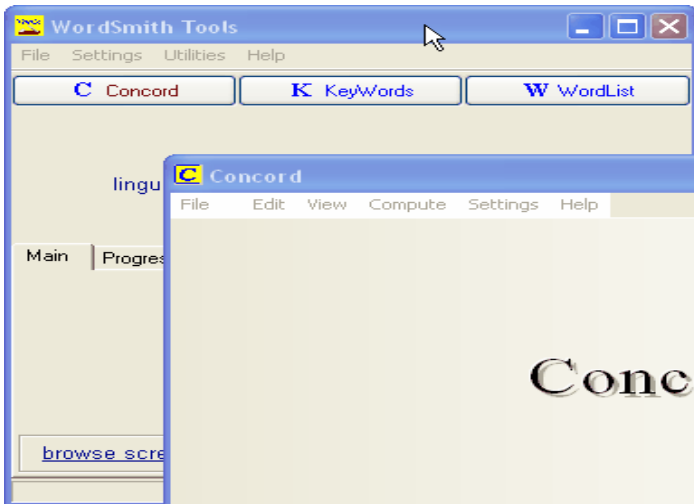 WordSmith Tools
File Settings Utilities Help
C Concord K KeyWords W WordList
lingu
C Concord
File Edit View Compute Settings Help
Main Progres
Conc
browse scre